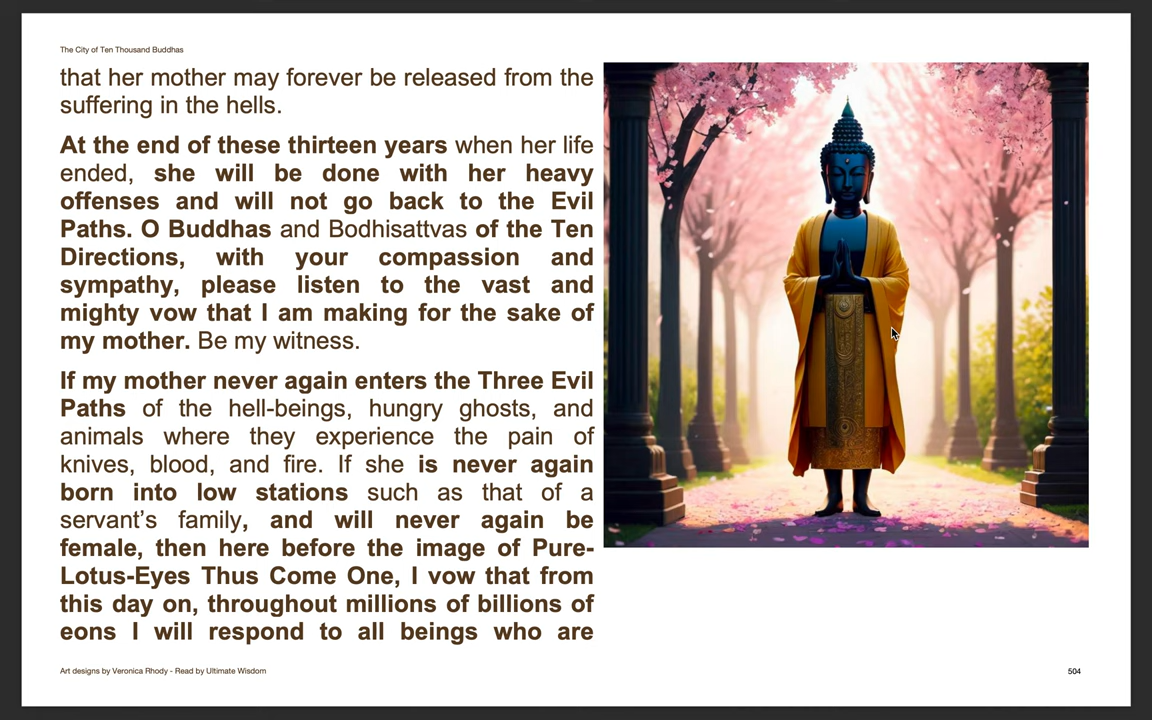 The City of Ten Thousand Buddhas
that her mother may forever be released from the
suffering in the hells.
At the end of these thirteen years when her life
ended, she will be done with her heavy
offenses and will not go back to the Evil
Paths. O Buddhas and Bodhisattvas of the Ten
Directions, with your compassion and
sympathy, please listen to the vast and
mighty vow that I am making for the sake of
my mother. Be my witness.
If my mother never again enters the Three Evil
Paths of the hell-beings, hungry ghosts, and
animals where they experience the pain of
knives, blood, and fire. If she is never again
born into low stations such as that of a
servant’s family, and will never again be
female, then here before the image of Pure-
Lotus-Eyes Thus Come One, I vow that from
this day on, throughout millions of billions of
eons I will respond to all beings who are
Art designs by Veronica Rhody - Read by Ultimate Wisdom
504